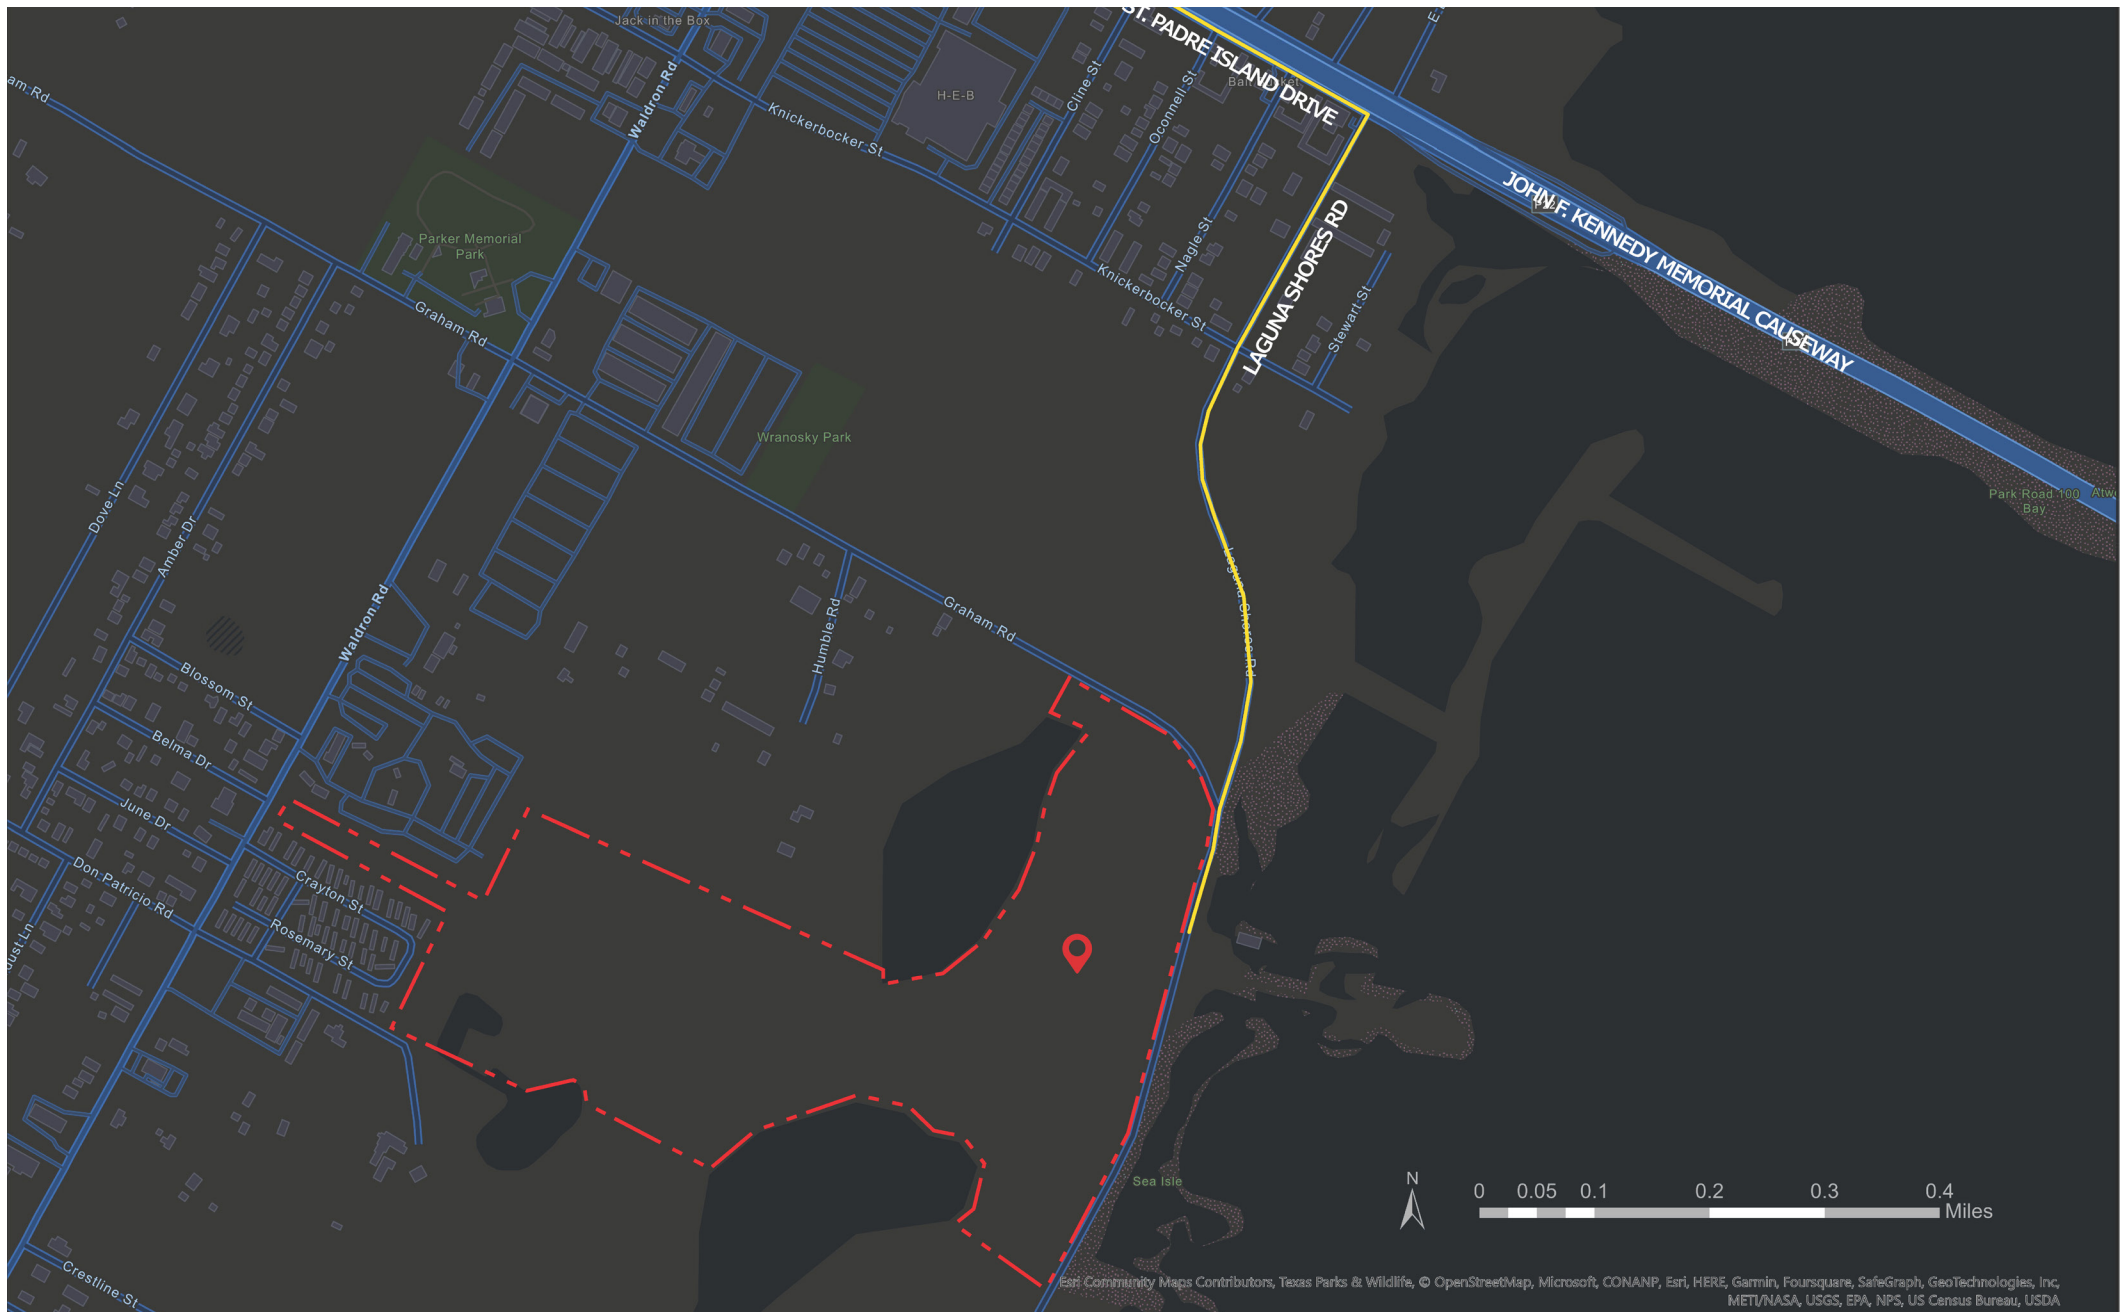 Jack in the Box
ST. PADRE ISLAND DRIVE
am Rd
Waldron Rd
H-E-B
Cline St
Oconnell St
Knickerbocker St
JOHN F. KENNEDY MEMORIAL CAUSEWAY
LAGUNA SHORES RD
Nagle St
Parker Memorial
Park
Knickerbocker St
Graham Rd
Stewart St
Wranosky Park
Dove Ln
Amber Dr
Park Road 100
Bay
Waldron Rd
Laguna Shores Rd
Graham Rd
Humble Rd
Blossom St
Belma Dr
June Dr
Don Patricio Rd
Crayton St
Rosemary St
Sea Isle
N
0 0.05 0.1 0.2 0.3 0.4
Miles
Crestline St
Esri Community Maps Contributors, Texas Parks & Wildlife, © OpenStreetMap, Microsoft, CONANP, Esri, HERE, Garmin, Foursquare, SafeGraph, GeoTechnologies, Inc,
METI/NASA, USGS, EPA, NPS, US Census Bureau, USDA